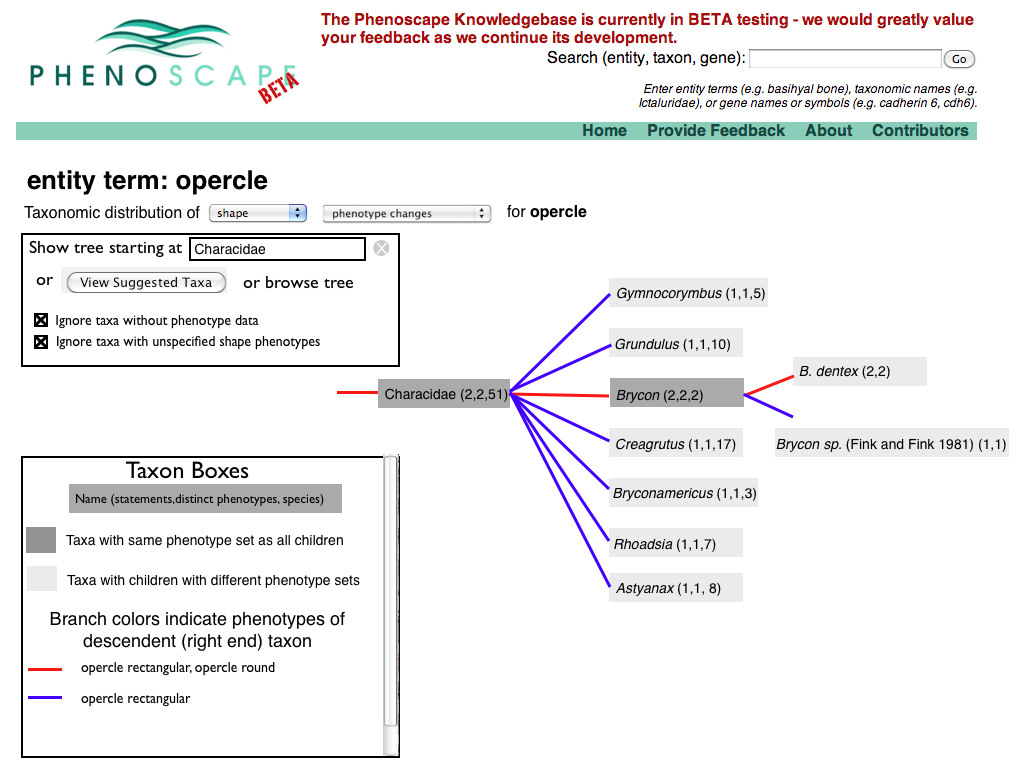 PHENOSCAPE
BETA
The Phenoscape Knowledgebase is currently in BETA testing - we would greatly value
your feedback as we continue its development.
Search (entity, taxon, gene):
Go
Enter entity terms (e.g. basihyal bone), taxonomic names (e.g.
Ictaluridae), or gene names or symbols (e.g. cadherin 6, cdh6).
Home Provide Feedback About Contributors
entity term: opercle
Taxonomic distribution of shape phenotype changes for opercle
Show tree starting at Characidae
or View Suggested Taxa or browse tree
Ignore taxa without phenotype data
Ignore taxa with unspecified shape phenotypes
Characidae (2,2,51)
Gymnocorymbus (1,1,5)
Grundulus (1,1,10)
Brycon (2,2,2)
Creagrutus (1,1,17)
Bryconamericus (1,1,3)
Rhoadsia (1,1,7)
Astyanax (1,1, 8)
B. dentex (2,2)
Brycon sp. (Fink and Fink 1981) (1,1)
Taxon Boxes
Name (statements,distinct phenotypes, species)
Taxa with same phenotype set as all children
Taxa with children with different phenotype sets
Branch colors indicate phenotypes of
descendent (right end) taxon
opercle rectangular, opercle round
opercle rectangular